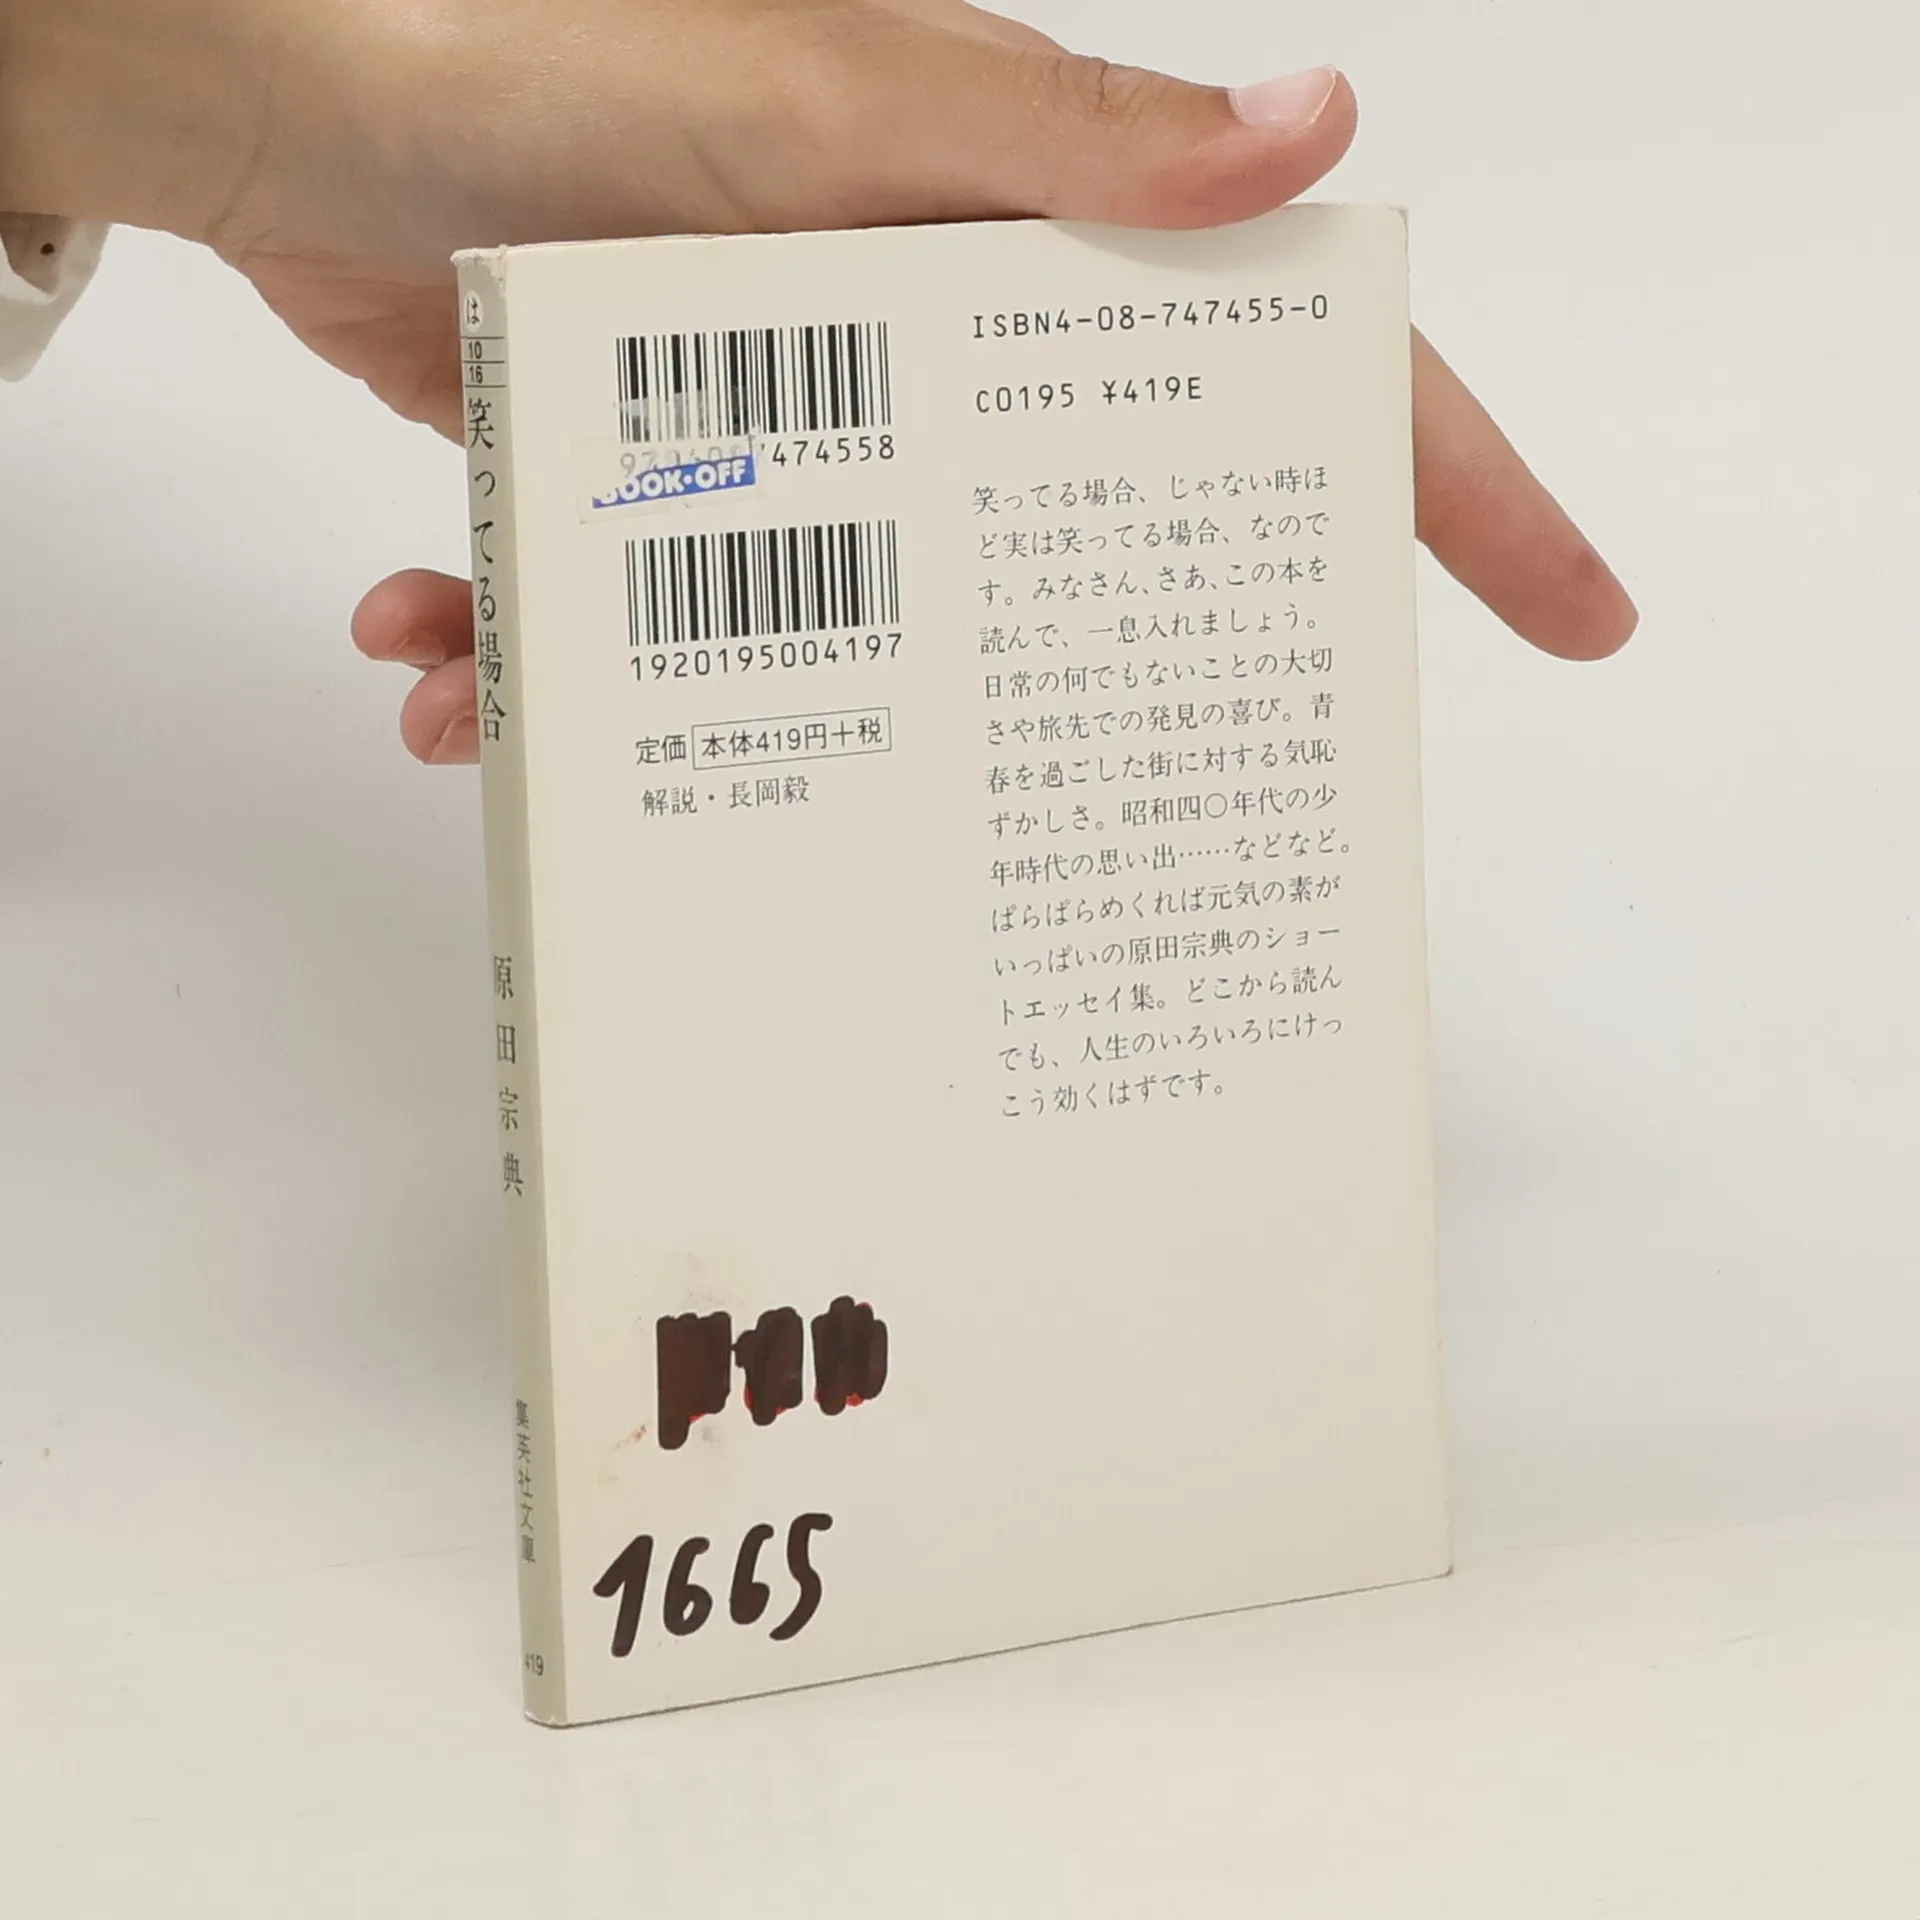 は
10
16
笑ってる場合
原田宗典
集英社文庫
419
ISBN4-08-747455-0
C0195 ¥419E
474558
BOOK·OFF
1920195004197
定価 本体419円+税
解説・長岡毅
笑ってる場合、じゃない時ほ
ど実は笑ってる場合、なので
す。みなさん、さあ、この本を
読んで、一息入れましょう。
日常の何でもないことの大切
さや旅先での発見の喜び。青
春を過ごした街に対する気恥
ずかしさ。昭和四〇年代の少
年時代の思い出……などなど。
ぱらぱらめくれば元気の素が
いっぱいの原田宗典のショー
トエッセイ集。どこから読ん
でも、人生のいろいろにけっ
こう効くはずです。
1665